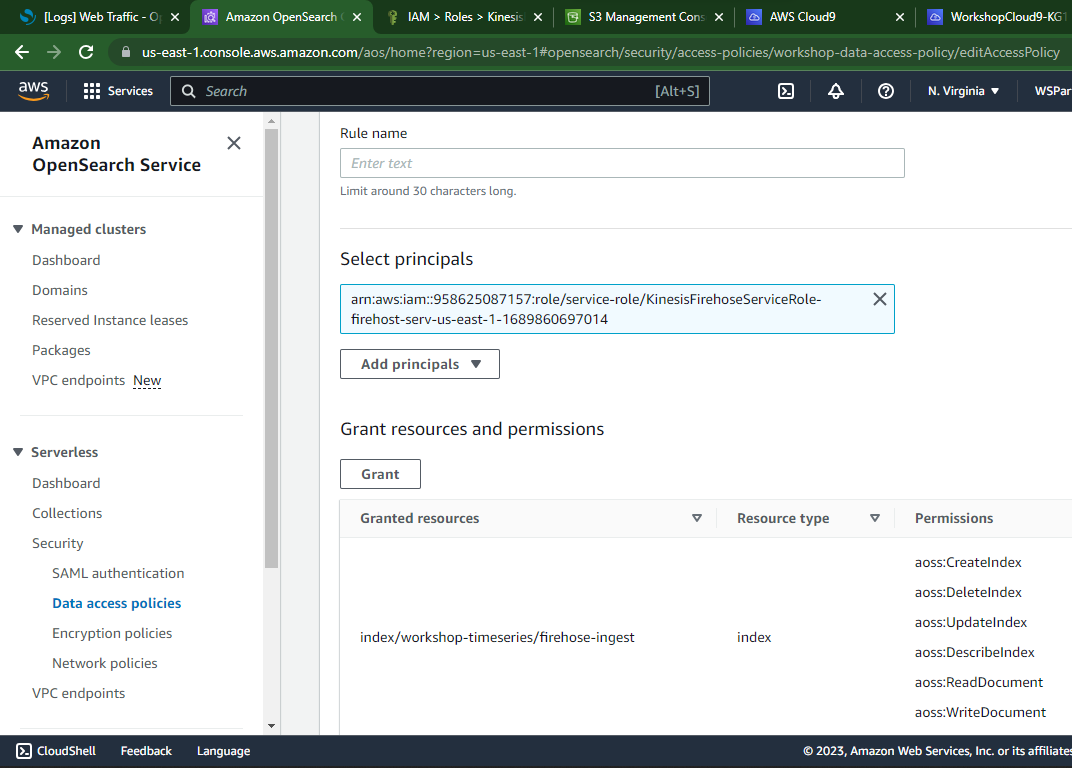 [Logs] Web Traffic - O
Amazon OpenSearch
IAM > Roles > Kinesis
S3 Management Cons
AWS Cloud9
WorkshopCloud9-KG1
us-east-1.console.aws.amazon.com/aos/home?region=us-east-1#opensearch/security/access-policies/workshop-data-access-policy/editAccessPolicy
aws
Services
Search
[Alt+S]
N. Virginia
WSPar
Amazon
OpenSearch Service
Managed clusters
Dashboard
Domains
Reserved Instance leases
Packages
VPC endpoints New
Serverless
Dashboard
Collections
Security
SAML authentication
Data access policies
Encryption policies
Network policies
VPC endpoints
Rule name
Enter text
Limit around 30 characters long.
Select principals
arn:aws:iam::958625087157:role/service-role/KinesisFirehoseServiceRole-
firehost-serv-us-east-1-1689860697014
Add principals
Grant resources and permissions
Grant
Granted resources
Resource type
Permissions
index/workshop-timeseries/firehose-ingest
index
aoss:CreateIndex
aoss:DeleteIndex
aoss:UpdateIndex
aoss:DescribeIndex
aoss:ReadDocument
aoss:WriteDocument
CloudShell
Feedback
Language
© 2023, Amazon Web Services, Inc. or its affiliates